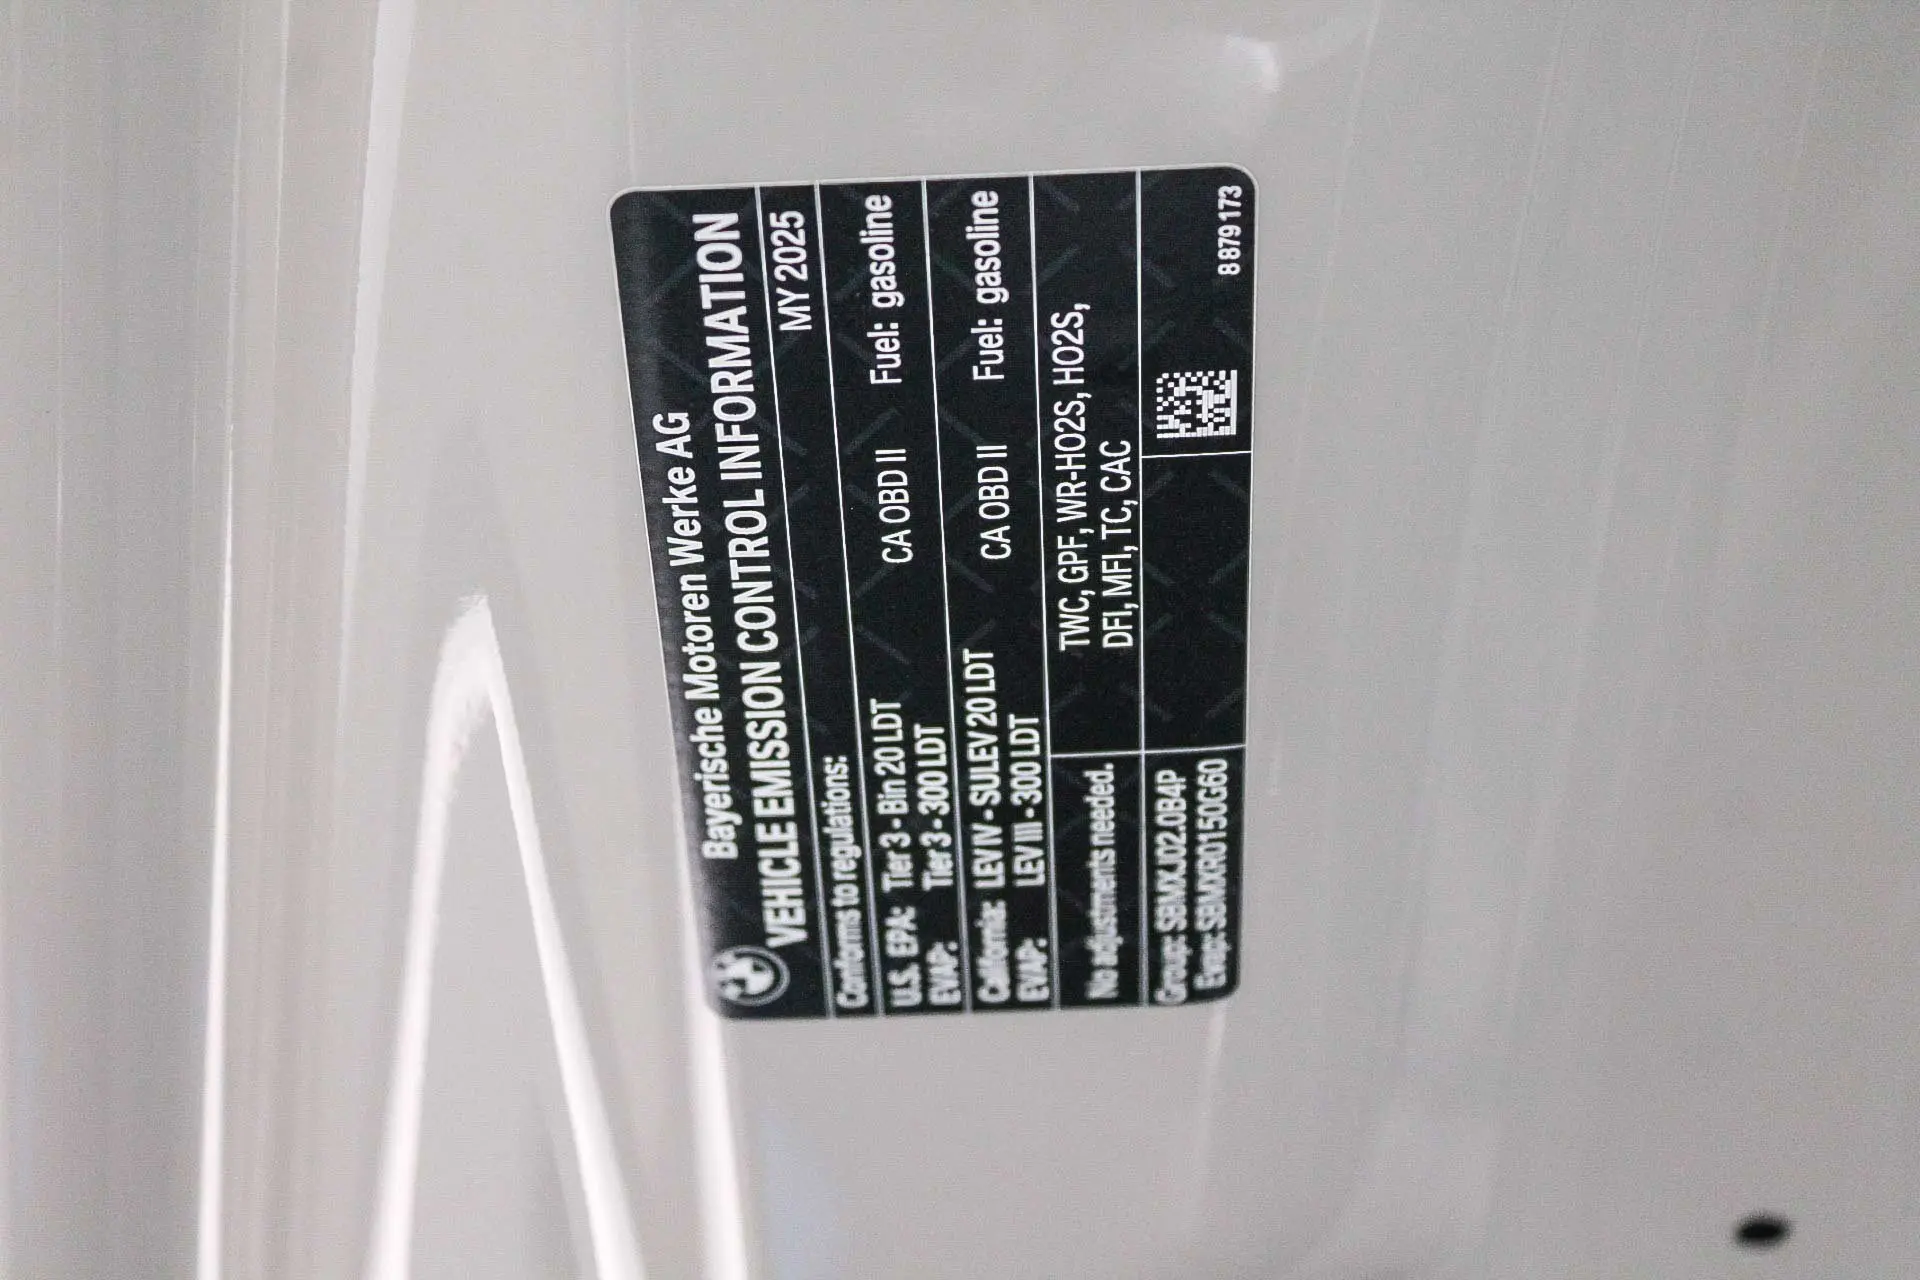 Bayerische Motoren Werke AG
VEHICLE EMISSION CONTROL INFORMATION
MY 2025
Conforms to regulations:
U.S. EPA: Tier 3 - Bin 20 LDT CA OBD II Fuel: gasoline
EVAP: Tier 3 - 300 LDT
California: LEV IV - SULEV 20 LDT CA OBD II Fuel: gasoline
EVAP: LEV III - 300 LDT
No adjustments needed.
TWC, GPF, WR-HO2S, HO2S,
DFI, MFI, TC, CAC
Group: SBMXJ02.0B4P
Evap: SBMXR0150G60
8 879 173